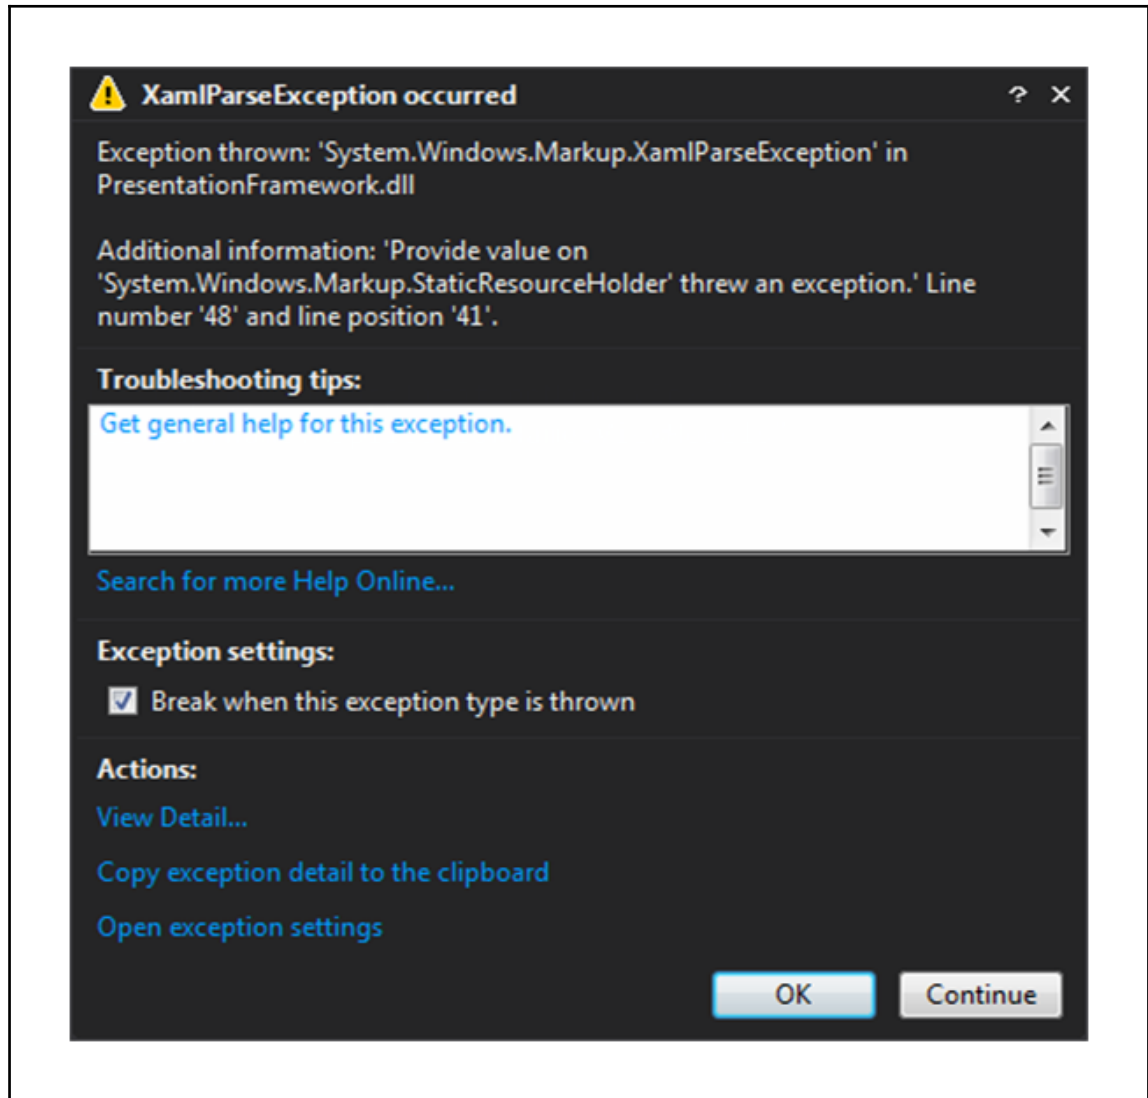 XamlParseException occurred
Exception thrown: 'System.Windows.Markup.XamlParseException' in
PresentationFramework.dll
Additional information: 'Provide value on
'System.Windows.Markup.StaticResourceHolder' threw an exception.' Line
number '48' and line position '41'.
Troubleshooting tips:
Get general help for this exception.
Search for more Help Online...
Exception settings:
Break when this exception type is thrown
Actions:
View Detail...
Copy exception detail to the clipboard
Open exception settings
OK Continue